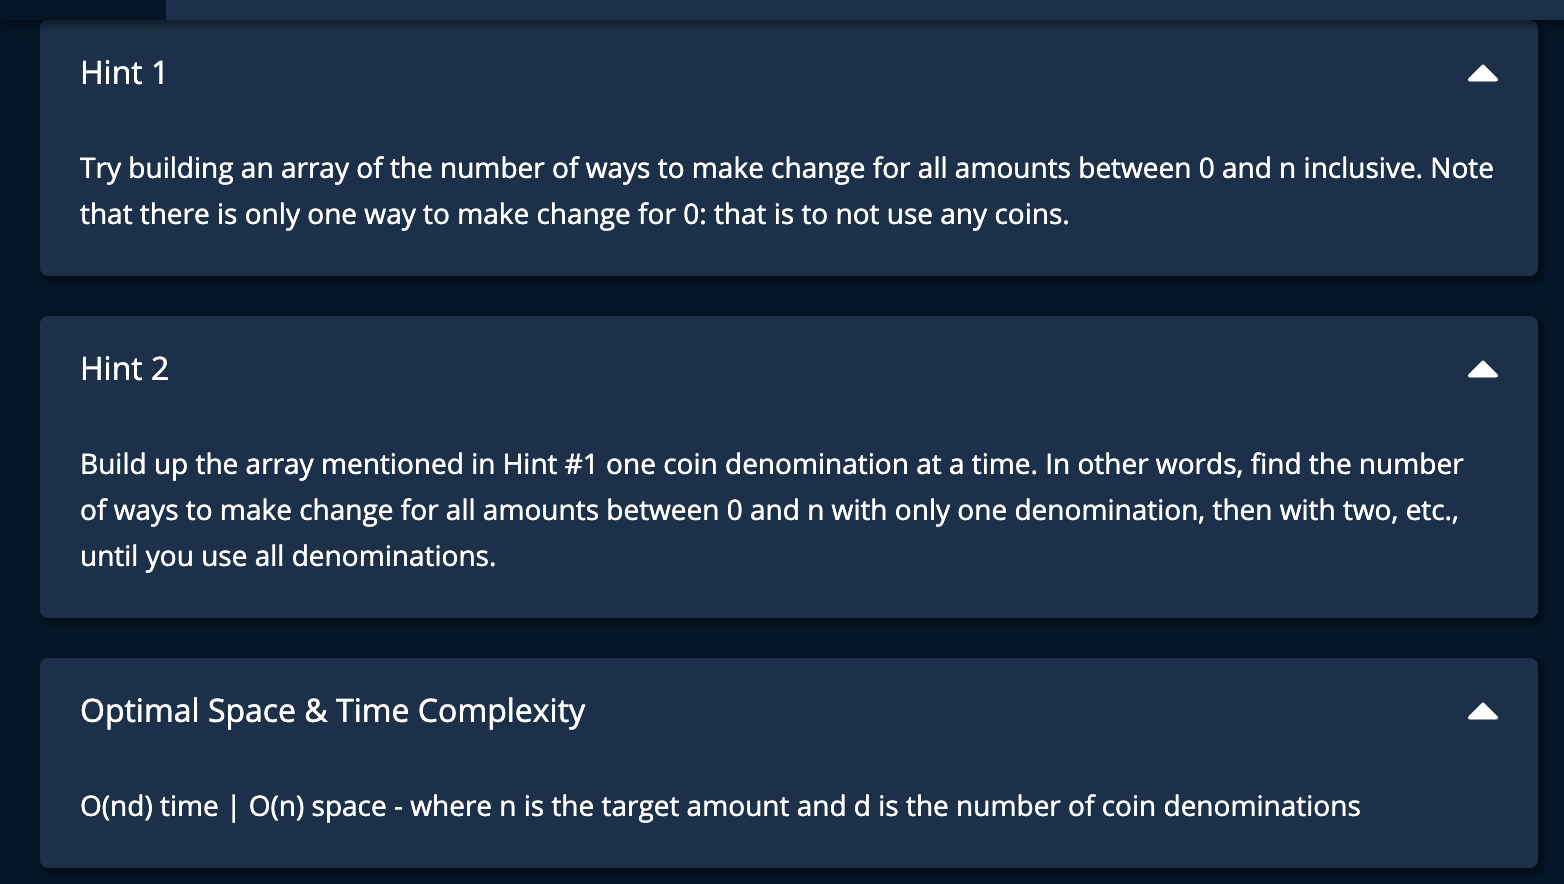 Hint 1
Try building an array of the number of ways to make change for all amounts between 0 and n inclusive. Note
that there is only one way to make change for 0: that is to not use any coins.
Hint 2
Build up the array mentioned in Hint #1 one coin denomination at a time. In other words, find the number
of ways to make change for all amounts between 0 and n with only one denomination, then with two, etc.,
until you use all denominations.
Optimal Space & Time Complexity
O(nd) time | O(n) space - where n is the target amount and d is the number of coin denominations